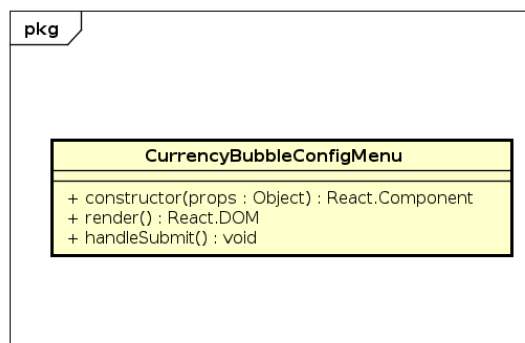 pkg
CurrencyBubbleConfigMenu
+ constructor(props : Object) : React.Component
+ render() : React.DOM
+ handleSubmit() : void